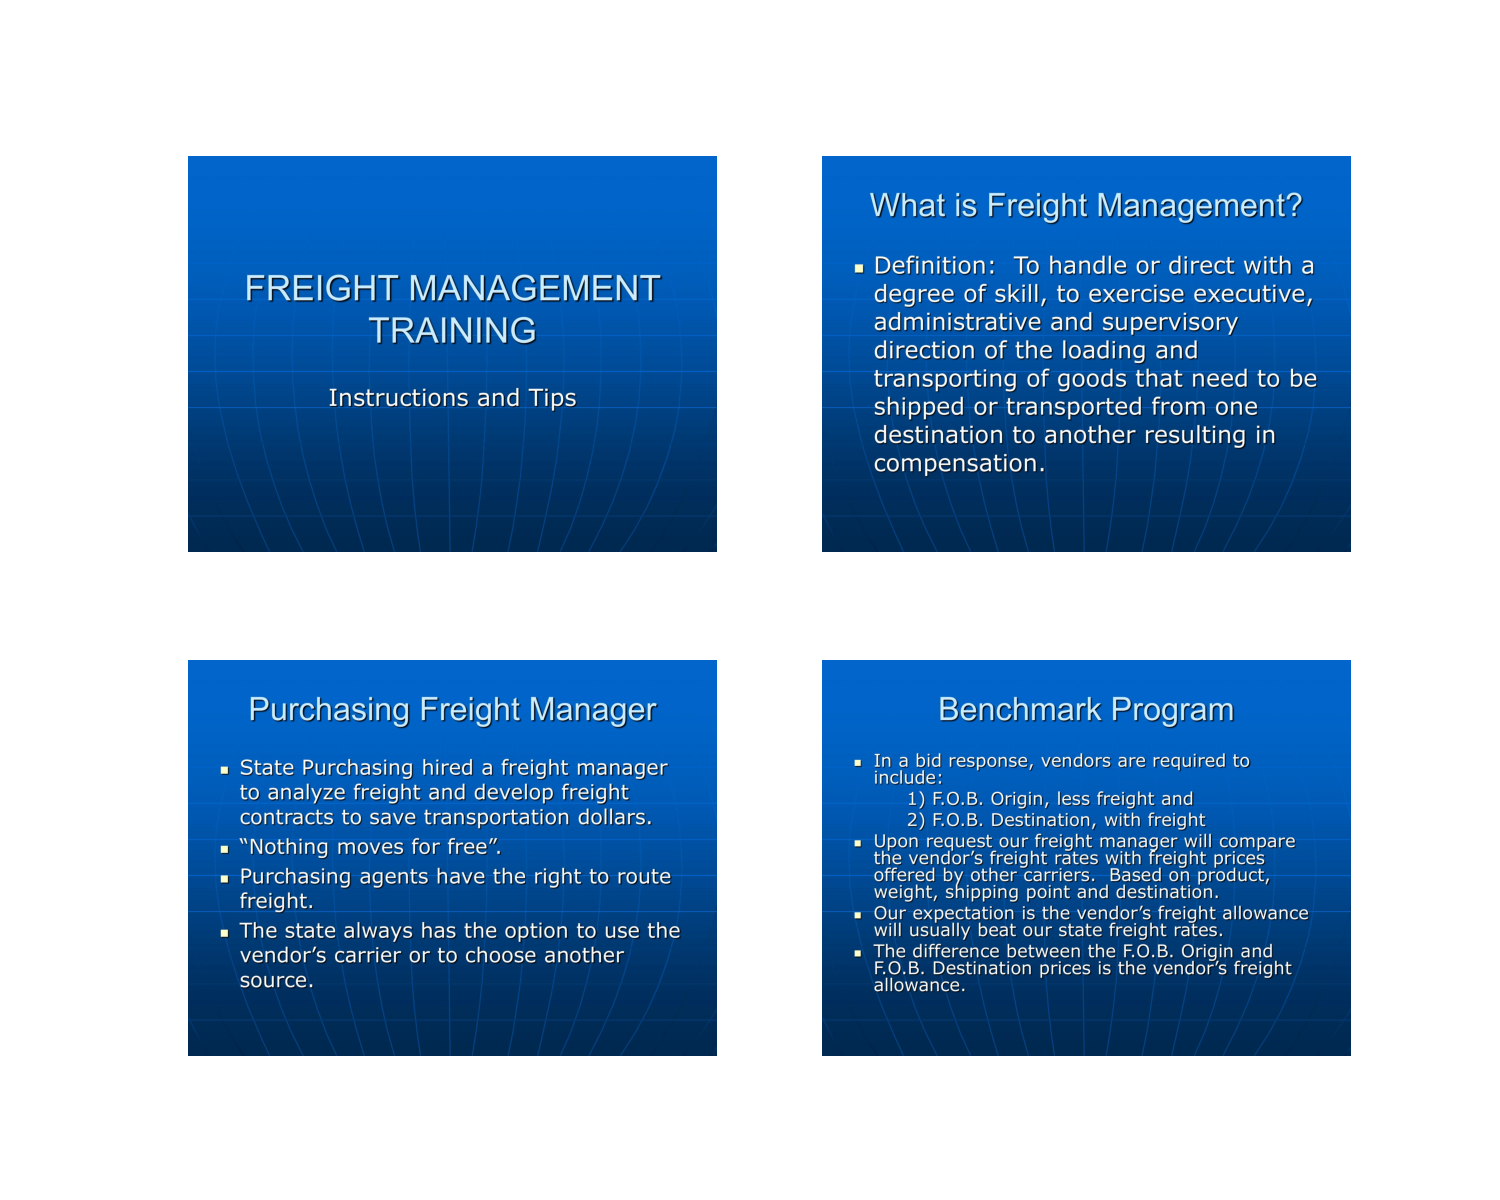 FREIGHT MANAGEMENT
TRAINING
Instructions and Tips
What is Freight Management?
▪ Definition:  To handle or direct with a
degree of skill, to exercise executive,
administrative and supervisory
direction of the loading and
transporting of goods that need to be
shipped or transported from one
destination to another resulting in
compensation.
Purchasing Freight Manager
▪ State Purchasing hired a freight manager
to analyze freight and develop freight
contracts to save transportation dollars.
▪ “Nothing moves for free”.
▪ Purchasing agents have the right to route
freight.
▪ The state always has the option to use the
vendor’s carrier or to choose another
source.
Benchmark Program
▪ In a bid response, vendors are required to
include:
1) F.O.B. Origin, less freight and
2) F.O.B. Destination, with freight
▪ Upon request our freight manager will compare
the vendor’s freight rates with freight prices
offered by other carriers.  Based on product,
weight, shipping point and destination.
▪ Our expectation is the vendor’s freight allowance
will usually beat our state freight rates.
▪ The difference between the F.O.B. Origin and
F.O.B. Destination prices is the vendor’s freight
allowance.